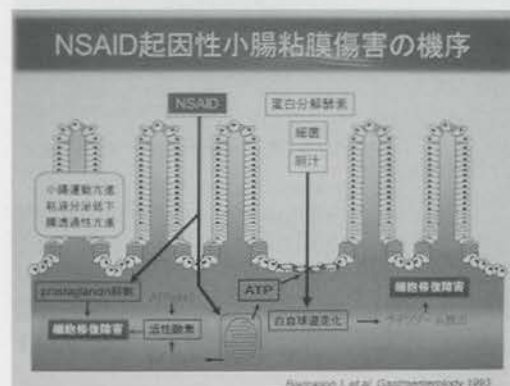 NSAID起因性小腸粘膜傷害の機序
NSAID
蛋白分解酵素
細菌
胆汁
小腸運動亢進
粘液分泌低下
膜透過性亢進
ATP
細胞修復障害
細胞修復障害
活性酸素
白血球遊走化
et al. Gastroenterology 1993